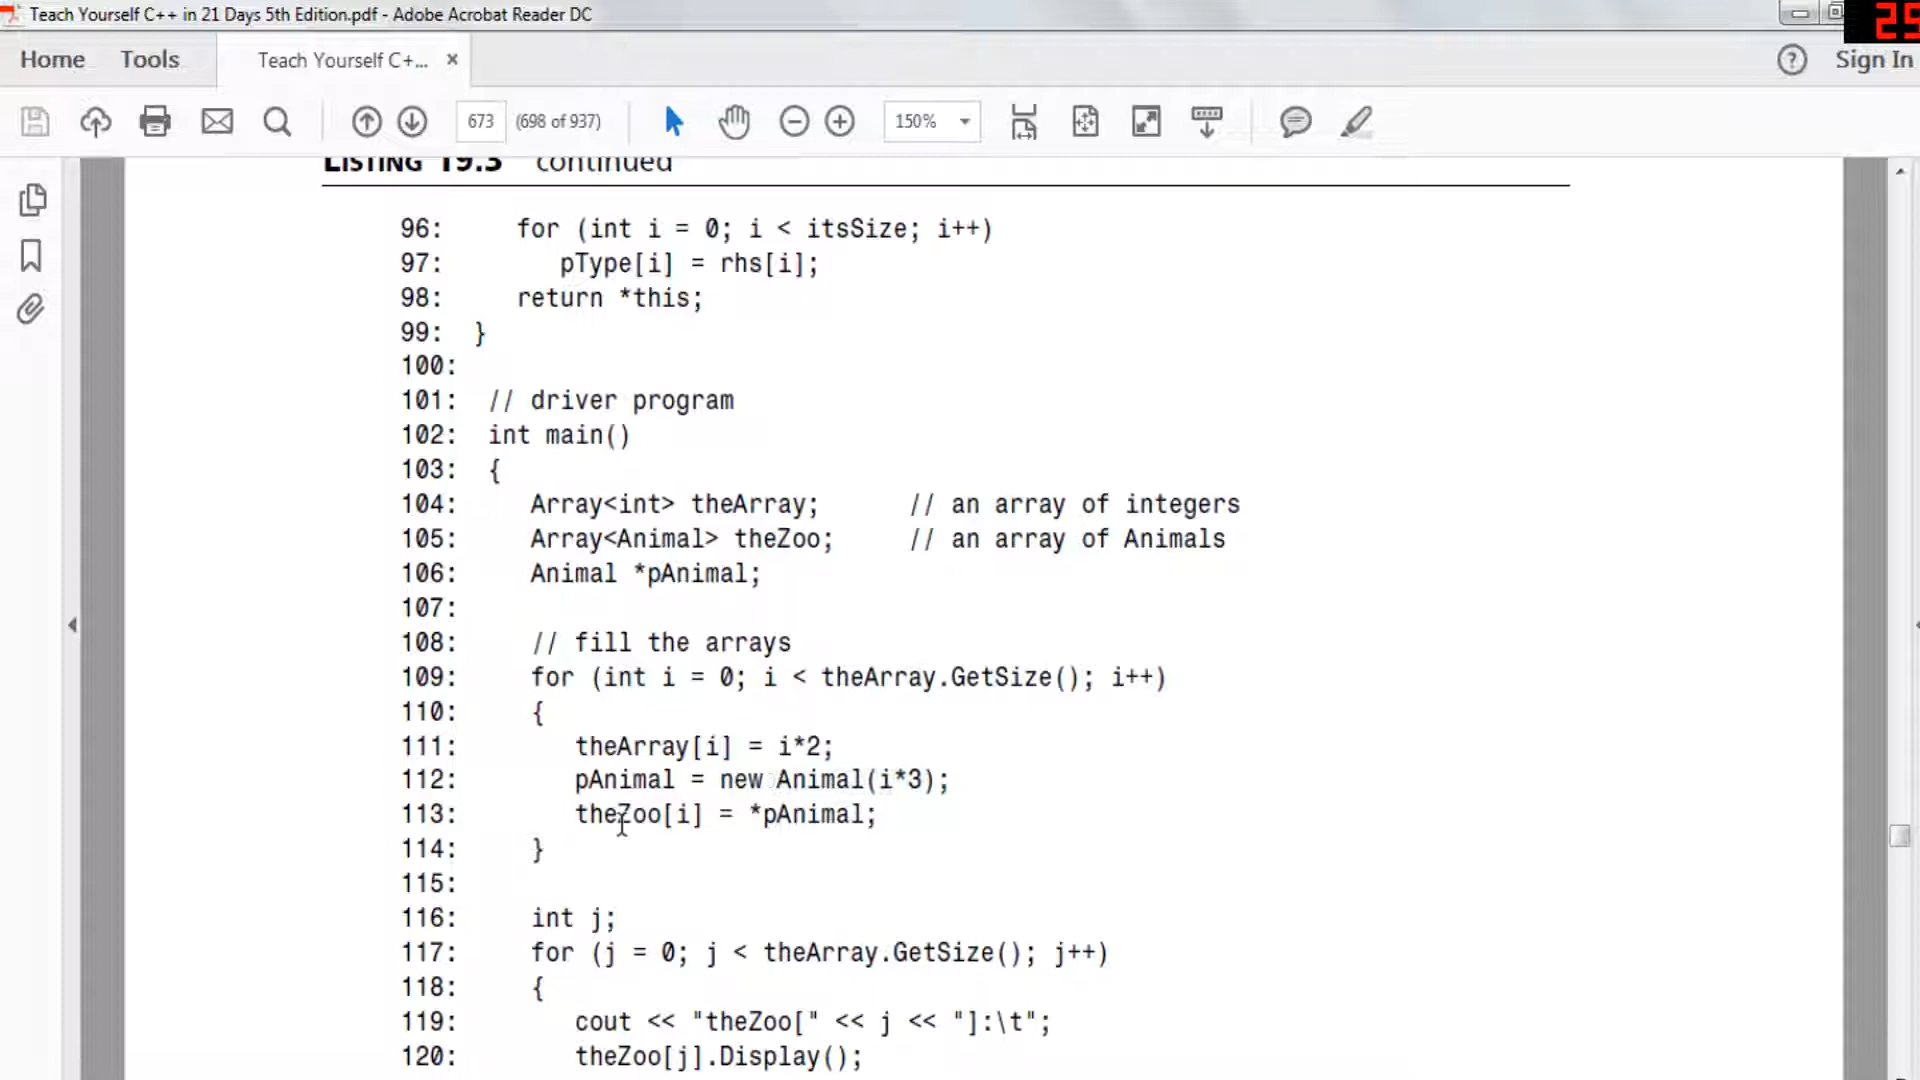 Teach Yourself C++ in 21 Days 5th Edition.pdf - Adobe Acrobat Reader DC
25
Home Tools Teach Yourself C+... × ? Sign In
673 (698 of 937) 150%
LISTING 19.3 continued
96: for (int i = 0; i < itsSize; i++)
97: pType[i] = rhs[i];
98: return *this;
99: }
100:
101: // driver program
102: int main()
103: {
104: Array<int> theArray; // an array of integers
105: Array<Animal> theZoo; // an array of Animals
106: Animal *pAnimal;
107:
108: // fill the arrays
109: for (int i = 0; i < theArray.GetSize(); i++)
110: {
111: theArray[i] = i*2;
112: pAnimal = new Animal(i*3);
113: theZoo[i] = *pAnimal;
114: }
115:
116: int j;
117: for (j = 0; j < theArray.GetSize(); j++)
118: {
119: cout << "theZoo[" << j << "]:\t";
120: theZoo[j].Display();